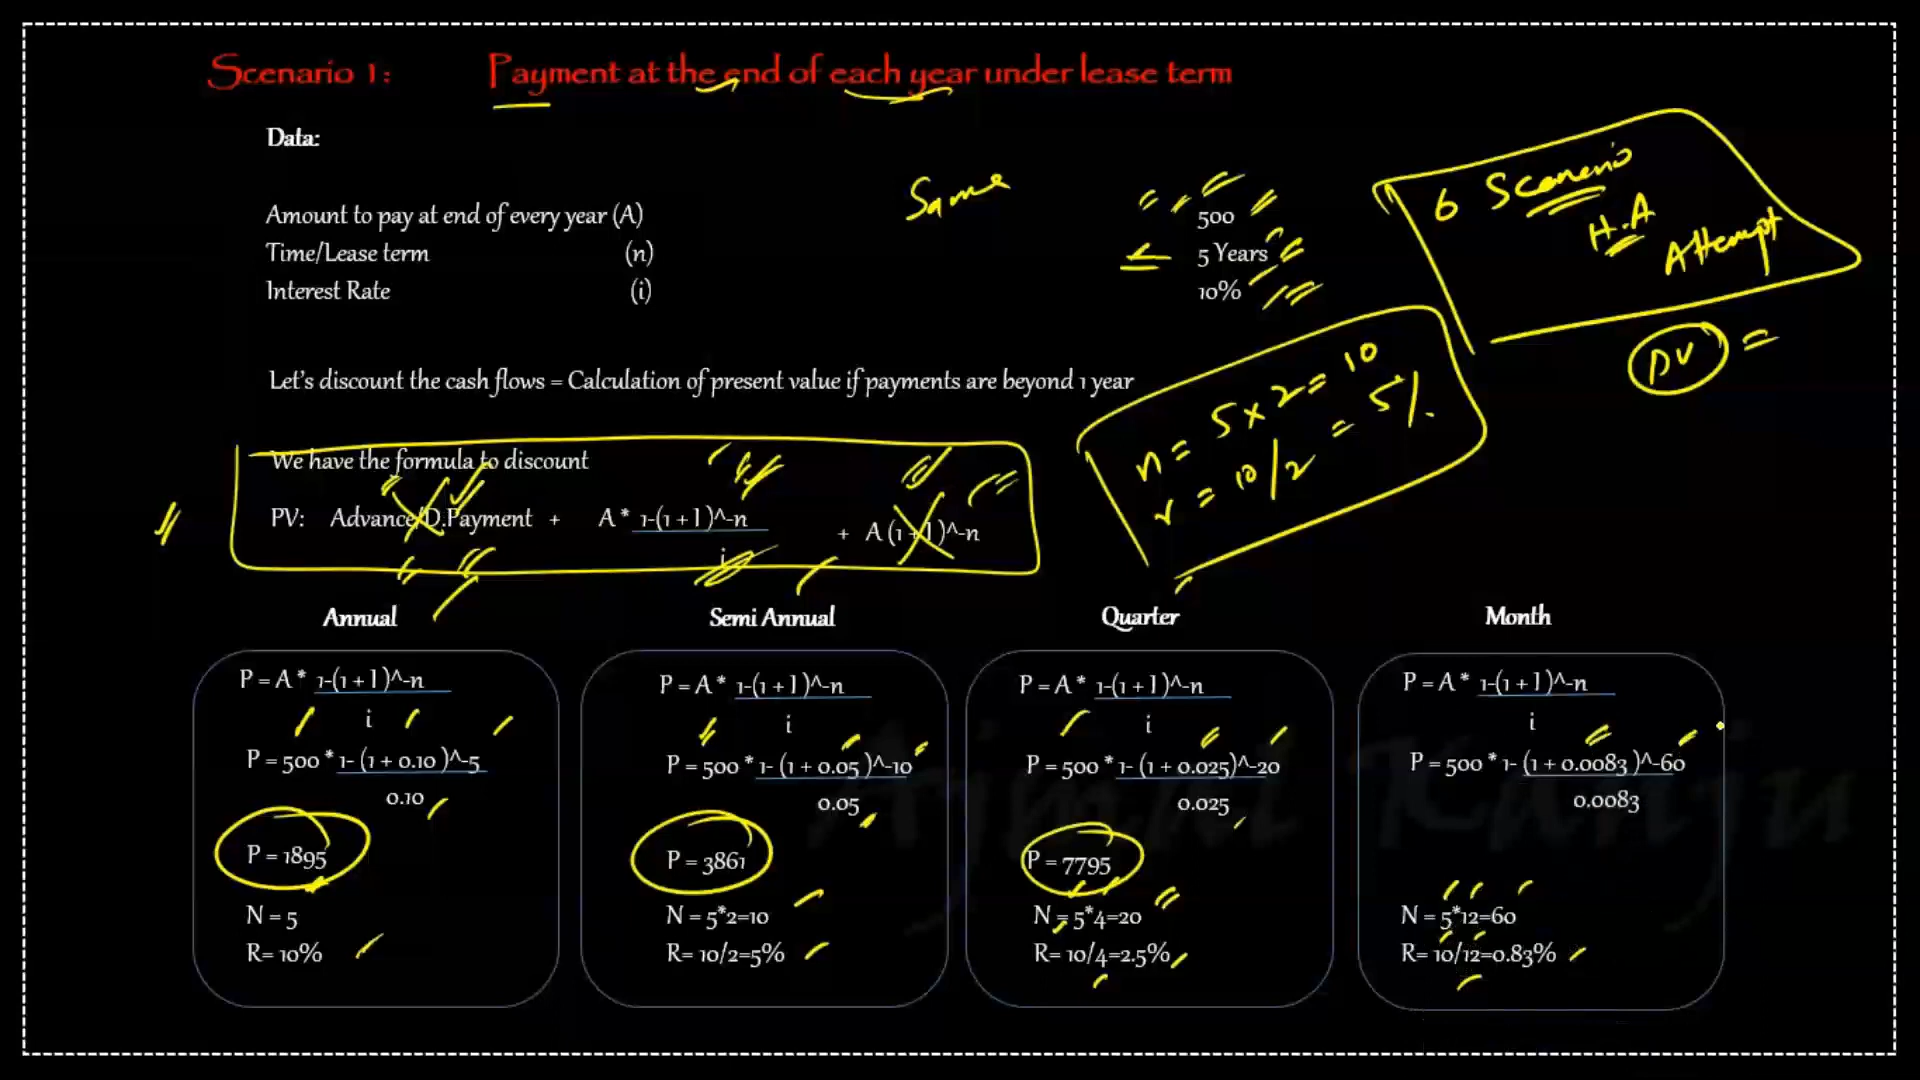 Scenario 1: Payment at the end of each year under lease term
Data:
Same
6 Scenerio
H.A
Attempt
Amount to pay at end of every year (A) 500
Time/Lease term (n) 5 Years
Interest Rate (i) 10%
PV =
n = 5 x 2 = 10
r = 10/2 = 5%
Let's discount the cash flows = Calculation of present value if payments are beyond 1 year
We have the formula to discount
PV: Advance/D.Payment + A * 1-(1 + 1)^-n + A (1 + 1)^-n
i
Annual Semi Annual Quarter Month
P = A * 1-(1 + 1)^-n
i
P = 500 * 1- (1 + 0.10 )^-5
0.10
P = 1895
N = 5
R= 10%
P = A * 1-(1 + 1)^-n
i
P = 500 * 1- (1 + 0.05 )^-10
0.05
P = 3861
N = 5*2=10
R= 10/2=5%
P = A * 1-(1 + 1)^-n
i
P = 500 * 1- (1 + 0.025)^-20
0.025
P = 7795
N = 5*4=20
R= 10/4=2.5%
P = A * 1-(1 + 1)^-n
i
P = 500 * 1- (1 + 0.0083 )^-60
0.0083
N = 5*12=60
R= 10/12=0.83%